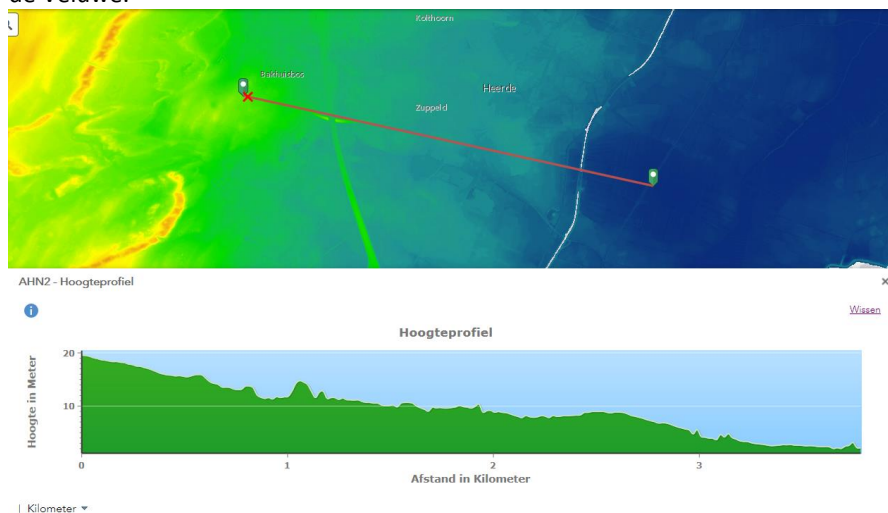 de Veluwe.
Kolthoorn
Bakhuisbos
Heerde
Zuppeld
AHN2 - Hoogteprofiel
×
i
Wissen
Hoogteprofiel
Hoogte in Meter
20
10
0 1 2 3
Afstand in Kilometer
Kilometer